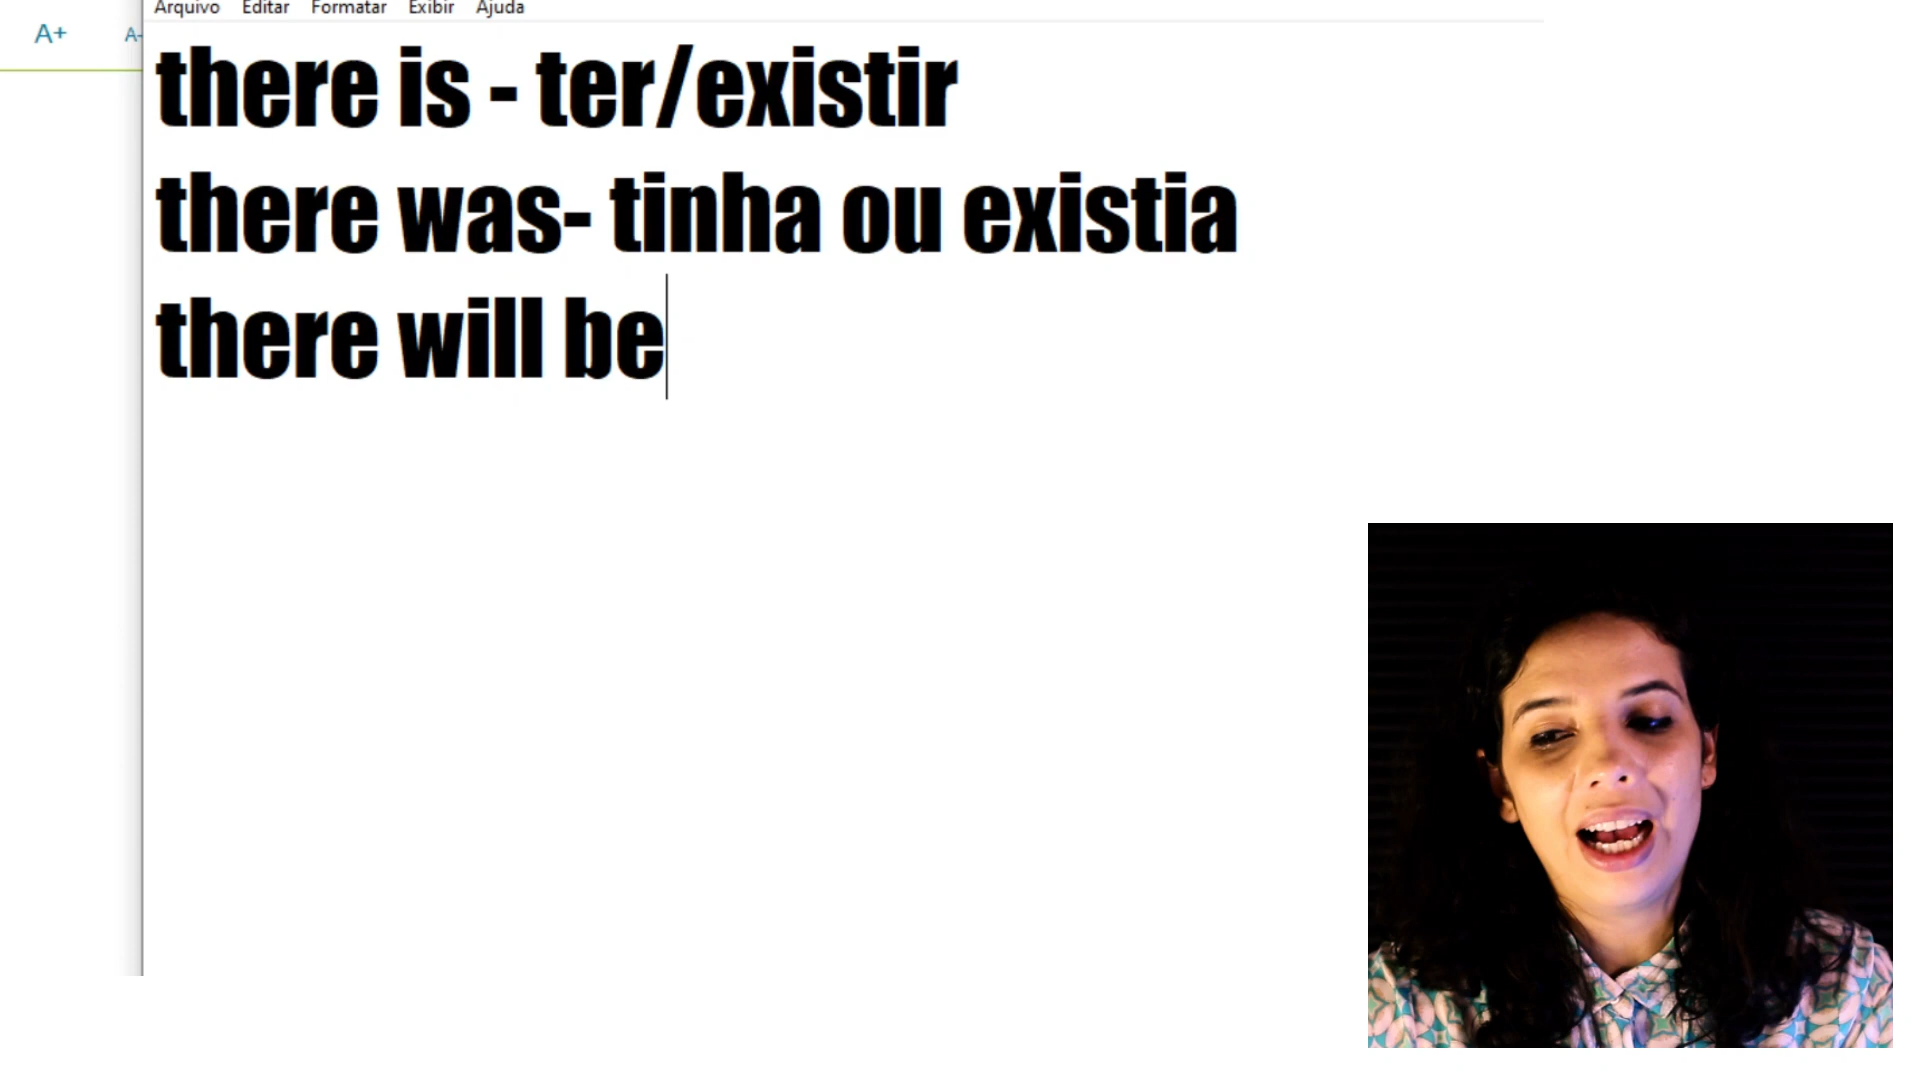 Arquivo Editar Formatar Exibir Ajuda
A+ A-
there is - ter/existir
there was- tinha ou existia
there will be